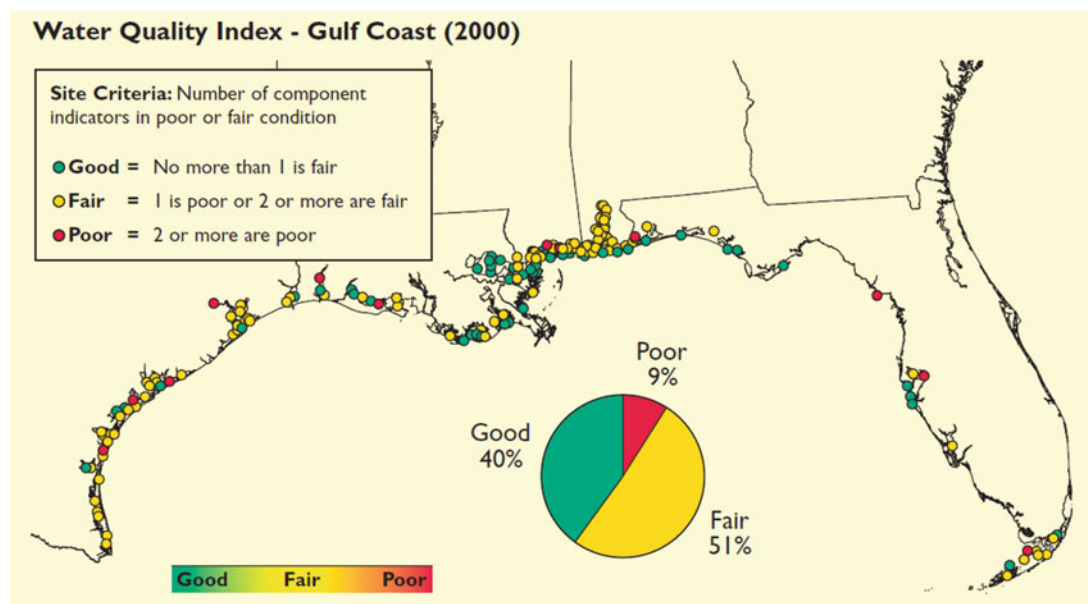 Water Quality Index - Gulf Coast (2000)
Site Criteria: Number of component
indicators in poor or fair condition
Good = No more than 1 is fair
Fair = 1 is poor or 2 or more are fair
Poor = 2 or more are poor
Poor
9%
Good
40%
Fair
51%
Good Fair Poor